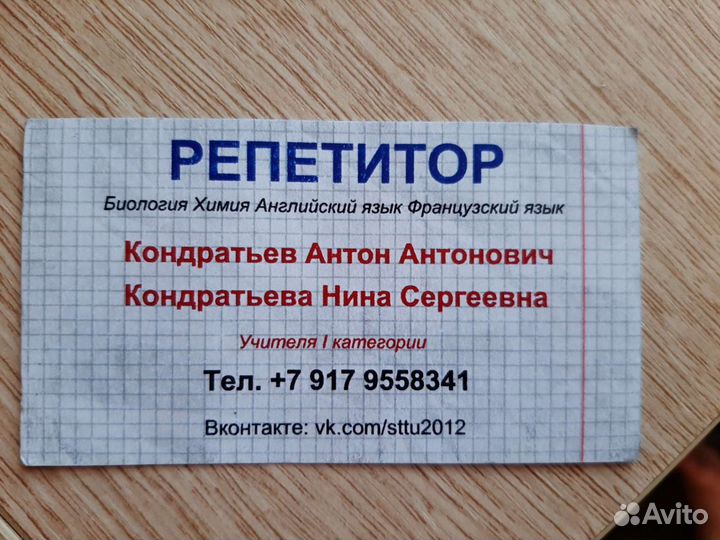 РЕПЕТИТОР
Биология Химия Английский язык Французский язык
Кондратьев Антон Антонович
Кондратьева Нина Сергеевна
Учителя I категории
Тел. +7 917 9558341
Вконтакте: vk.com/sttu2012
Avito